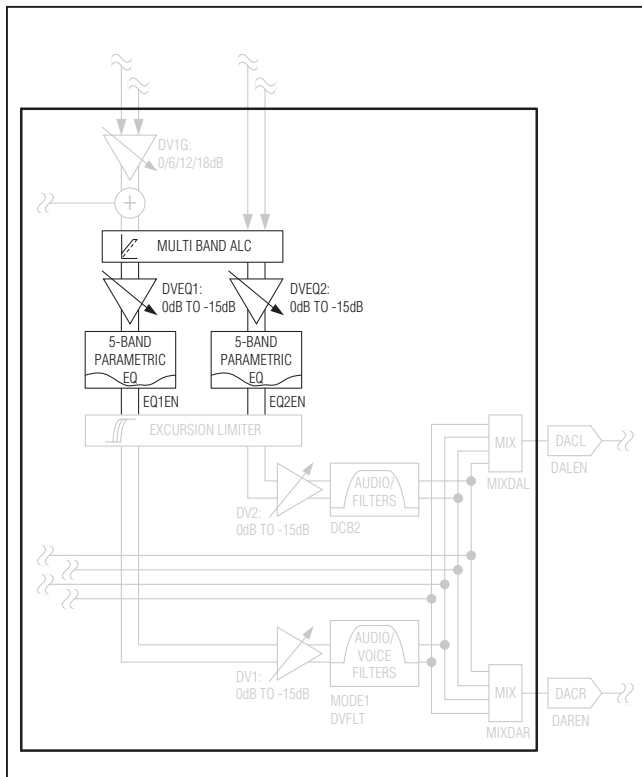 DV1G:
0/6/12/18dB
+
MULTI BAND ALC
DVEQ1:
0dB TO -15dB
DVEQ2:
0dB TO -15dB
5-BAND
PARAMETRIC
EQ
5-BAND
PARAMETRIC
EQ
EQ1EN
EQ2EN
EXCURSION LIMITER
MIX
DACL
MIXDAL
DALEN
AUDIO/
FILTERS
DV2:
0dB TO -15dB
DCB2
AUDIO/
VOICE
FILTERS
DV1:
0dB TO -15dB
MODE1
DVFLT
MIX
DACR
MIXDAR
DAREN